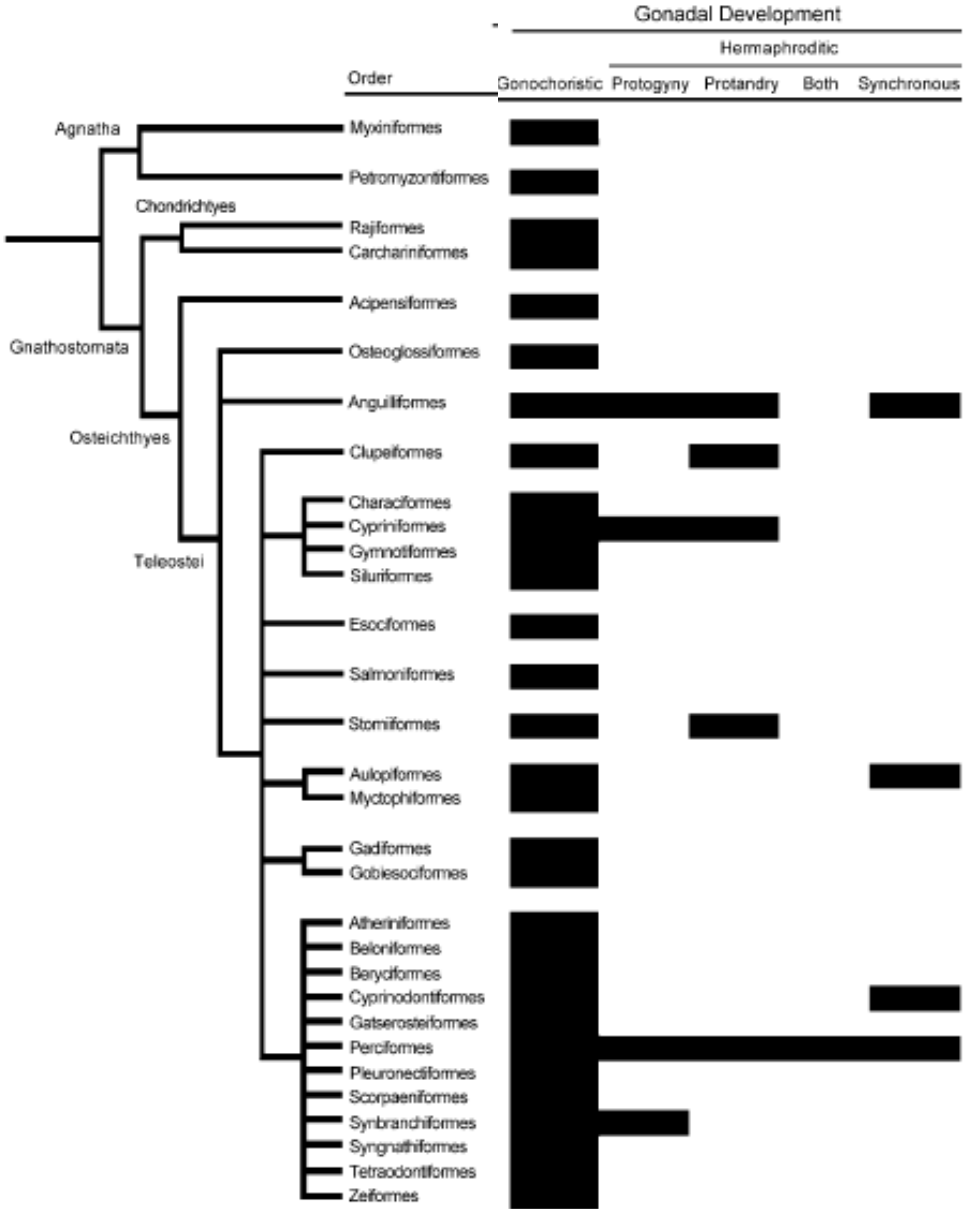 Gonadal Development
Hermaphroditic
Order
Gonochoristic Protogyny Protandry Both Synchronous
Agnatha
Myxiniformes
Petromyzontiformes
Chondrichtyes
Rajiformes
Carchariniformes
Acipensiformes
Gnathostomata
Osteoglossiformes
Anguilliformes
Osteichthyes
Clupeiformes
Characiformes
Cypriniformes
Gymnotiformes
Teleostei
Siluriformes
Esociformes
Salmoniformes
Stomiiformes
Aulopiformes
Myctophiformes
Gadiformes
Gobiesociformes
Atheriniformes
Beloniformes
Beryciformes
Cyprinodontiformes
Gatserosteiformes
Perciformes
Pleuronectiformes
Scorpaeniformes
Synbranchiformes
Syngnathiformes
Tetraodontiformes
Zeiformes